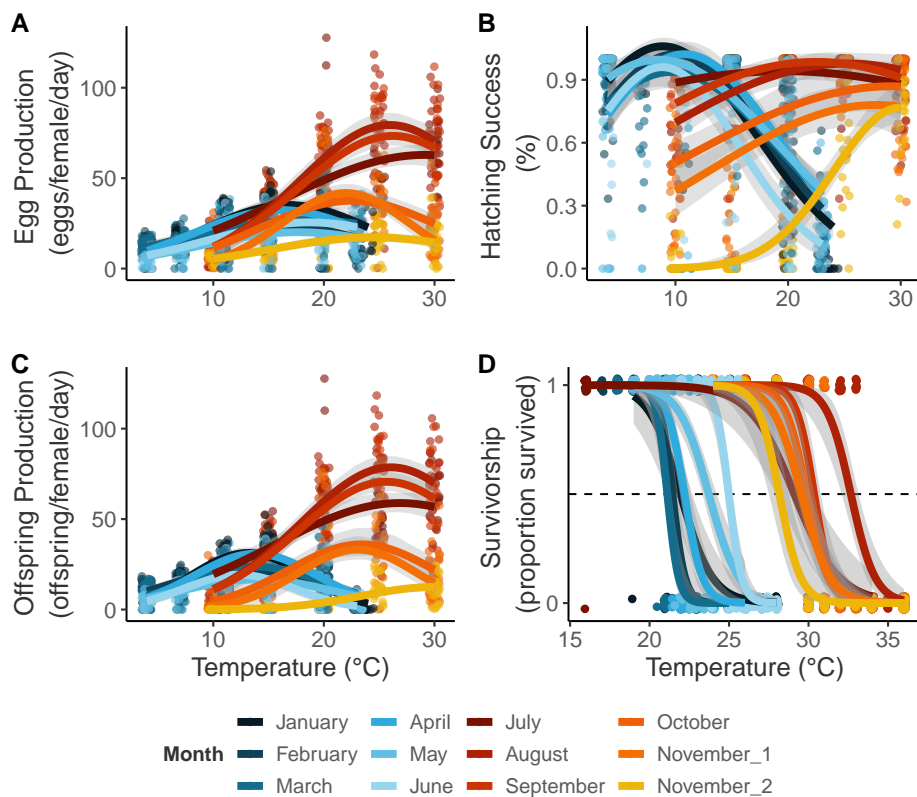 A
Egg Production
(eggs/female/day)
100
50
0
10
20
30
B
Hatching Success
(%)
0.9
0.6
0.3
0.0
10
20
30
C
Offspring Production
(offspring/female/day)
100
50
0
10
20
30
Temperature (°C)
D
Survivorship
(proportion survived)
1
0
15
20
25
30
35
Temperature (°C)
Month
January
February
March
April
May
June
July
August
September
October
November_1
November_2